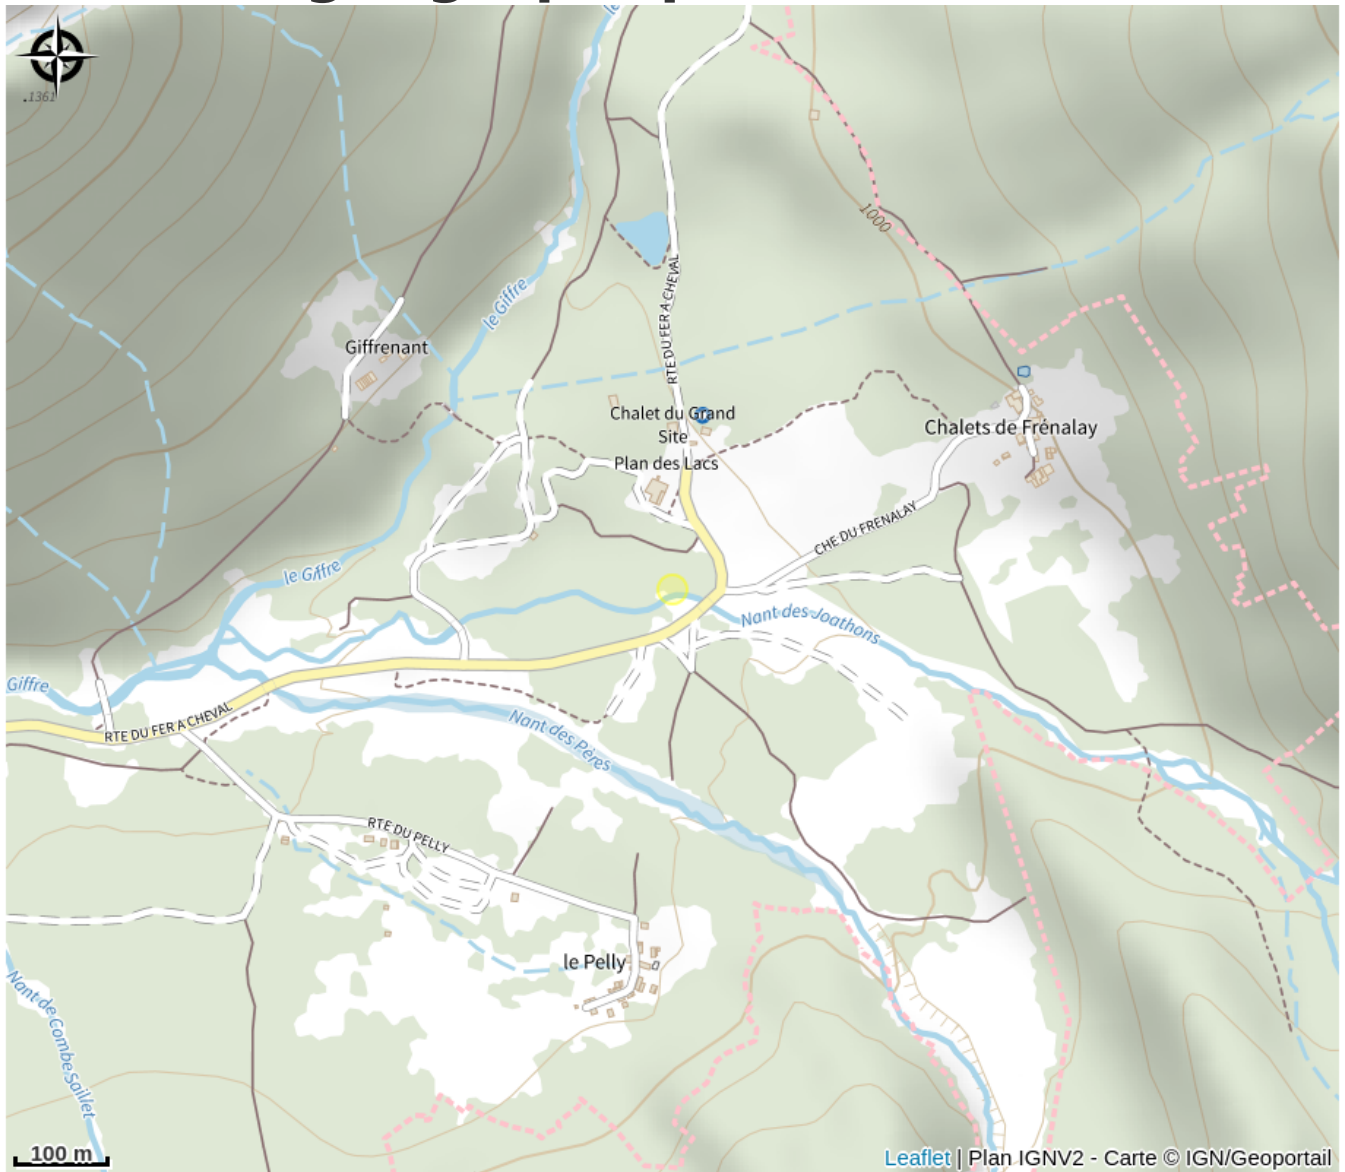 .1361
le Giffre
1000
RTE DU FER A CHEVAL
Giffrenant
Chalet du Grand
Site
Chalets de Frénalay
Plan des Lacs
CHE DU FRENALAY
le Giffre
Nant des Joathons
Giffre
RTE DU FER A CHEVAL
Nant des Pères
RTE DU PELLY
le Pelly
Nant de Combe Saillet
100 m
Leaflet | Plan IGNV2 - Carte © IGN/Geoportail